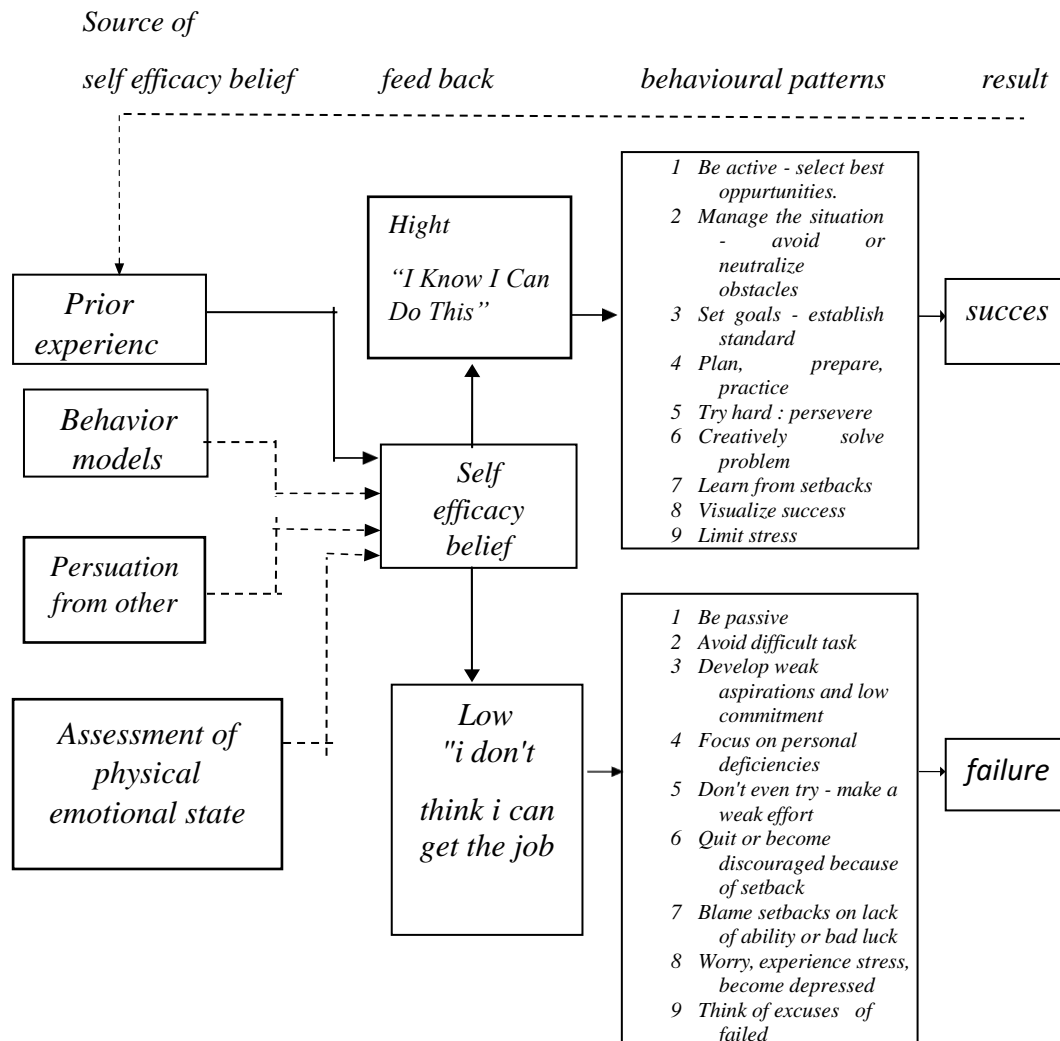 Source of
self efficacy belief
feed back
behavioural patterns
result
Prior
experienc
Behavior
models
Persuation
from other
Assessment of
physical
emotional state
Hight
“I Know I Can
Do This”
Self
efficacy
belief
Low
"i don't
think i can
get the job
1 Be active - select best
oppurtunities.
2 Manage the situation
- avoid or
neutralize
obstacles
3 Set goals - establish
standard
4 Plan, prepare,
practice
5 Try hard : persevere
6 Creatively solve
problem
7 Learn from setbacks
8 Visualize success
9 Limit stress
1 Be passive
2 Avoid difficult task
3 Develop weak
aspirations and low
commitment
4 Focus on personal
deficiencies
5 Don't even try - make a
weak effort
6 Quit or become
discouraged because
of setback
7 Blame setbacks on lack
of ability or bad luck
8 Worry, experience stress,
become depressed
9 Think of excuses of
failed
succes
failure